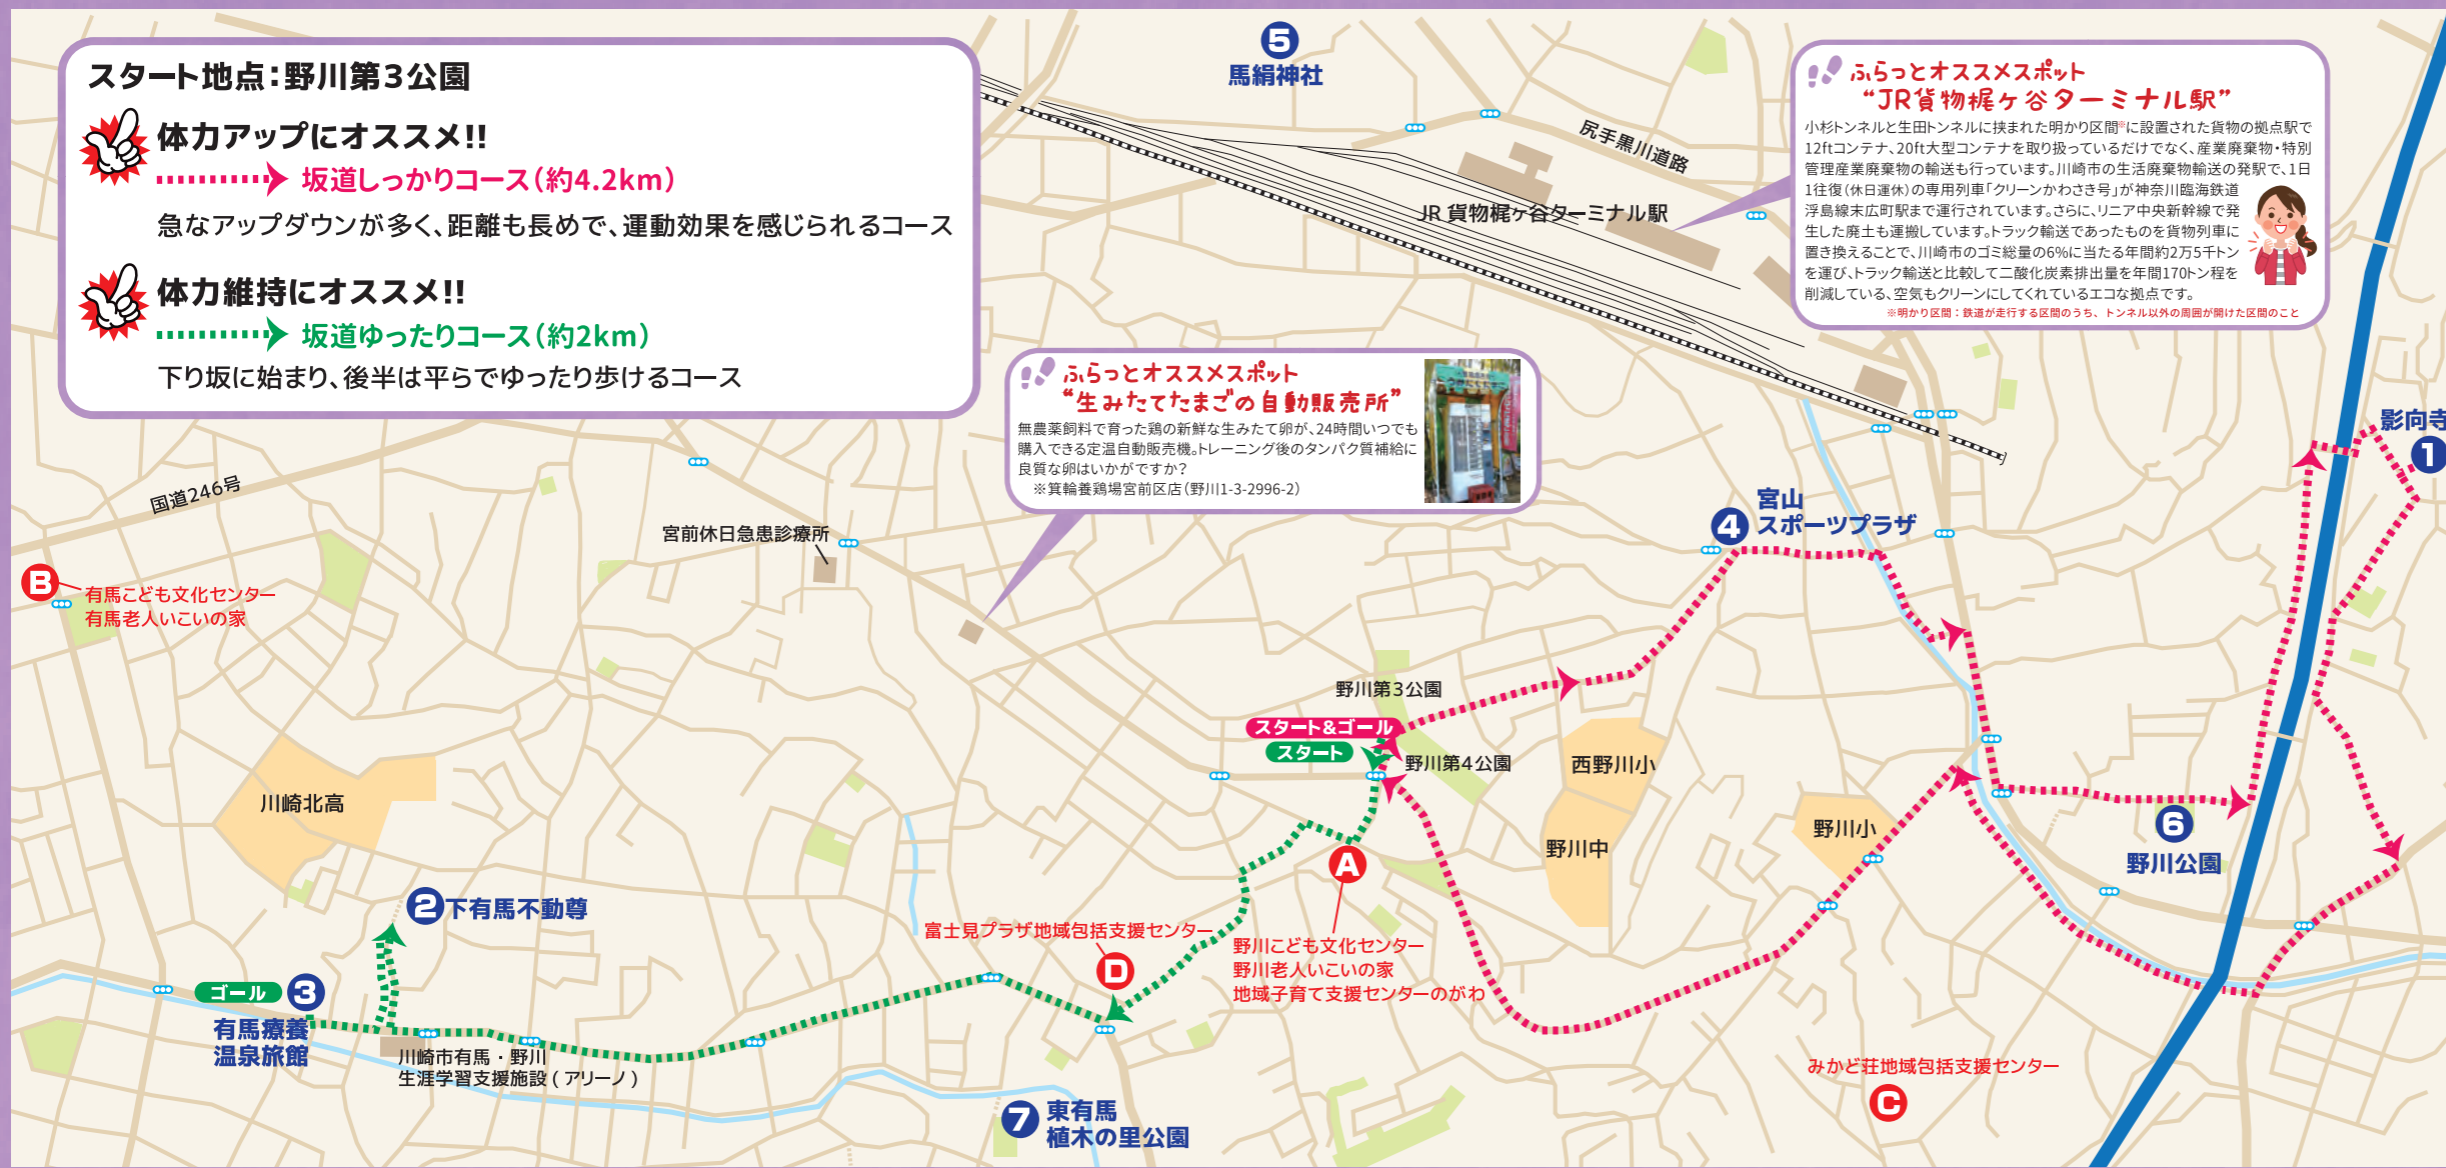 スタート地点：野川第3公園
体力アップにオススメ!!
坂道しっかりコース（約4.2km）
急なアップダウンが多く、距離も長めで、運動効果を感じられるコース
体力維持にオススメ!!
坂道ゆったりコース（約2km）
下り坂に始まり、後半は平らでゆったり歩けるコース
5
馬絹神社
尻手黒川道路
JR 貨物梶ヶ谷ターミナル駅
ふらっとオススメスポット
“JR貨物梶ヶ谷ターミナル駅”
小杉トンネルと生田トンネルに挟まれた明かり区間※に設置された貨物の拠点駅で
12ftコンテナ、20ft大型コンテナを取り扱っているだけでなく、産業廃棄物・特別
管理産業廃棄物の輸送も行っています。川崎市の生活廃棄物輸送の発駅で、1日
1往復（休日運休）の専用列車「クリーンかわさき号」が神奈川臨海鉄道
浮島線末広町駅まで運行されています。さらに、リニア中央新幹線で発
生した廃土も運搬しています。トラック輸送であったものを貨物列車に
置き換えることで、川崎市のゴミ総量の6%に当たる年間約2万5千トン
を運び、トラック輸送と比較して二酸化炭素排出量を年間170トン程を
削減している、空気もクリーンにしてくれているエコな拠点です。
※明かり区間：鉄道が走行する区間のうち、トンネル以外の周囲が開けた区間のこと
ふらっとオススメスポット
“生みたてたまごの自動販売所”
無農薬飼料で育った鶏の新鮮な生みたて卵が、24時間いつでも
購入できる定温自動販売機。トレーニング後のタンパク質補給に
良質な卵はいかがですか？
※箕輪養鶏場宮前区店（野川1-3-2996-2）
影向寺
1
国道246号
宮前休日急患診療所
4
宮山
スポーツプラザ
B
有馬こども文化センター
有馬老人いこいの家
野川第3公園
スタート&ゴール
スタート
野川第4公園
西野川小
川崎北高
野川中
野川小
6
野川公園
A
野川こども文化センター
野川老人いこいの家
地域子育て支援センターのがわ
2
下有馬不動尊
富士見プラザ地域包括支援センター
D
ゴール
3
有馬療養
温泉旅館
川崎市有馬・野川
生涯学習支援施設 ( アリーノ )
みかど荘地域包括支援センター
C
7
東有馬
植木の里公園